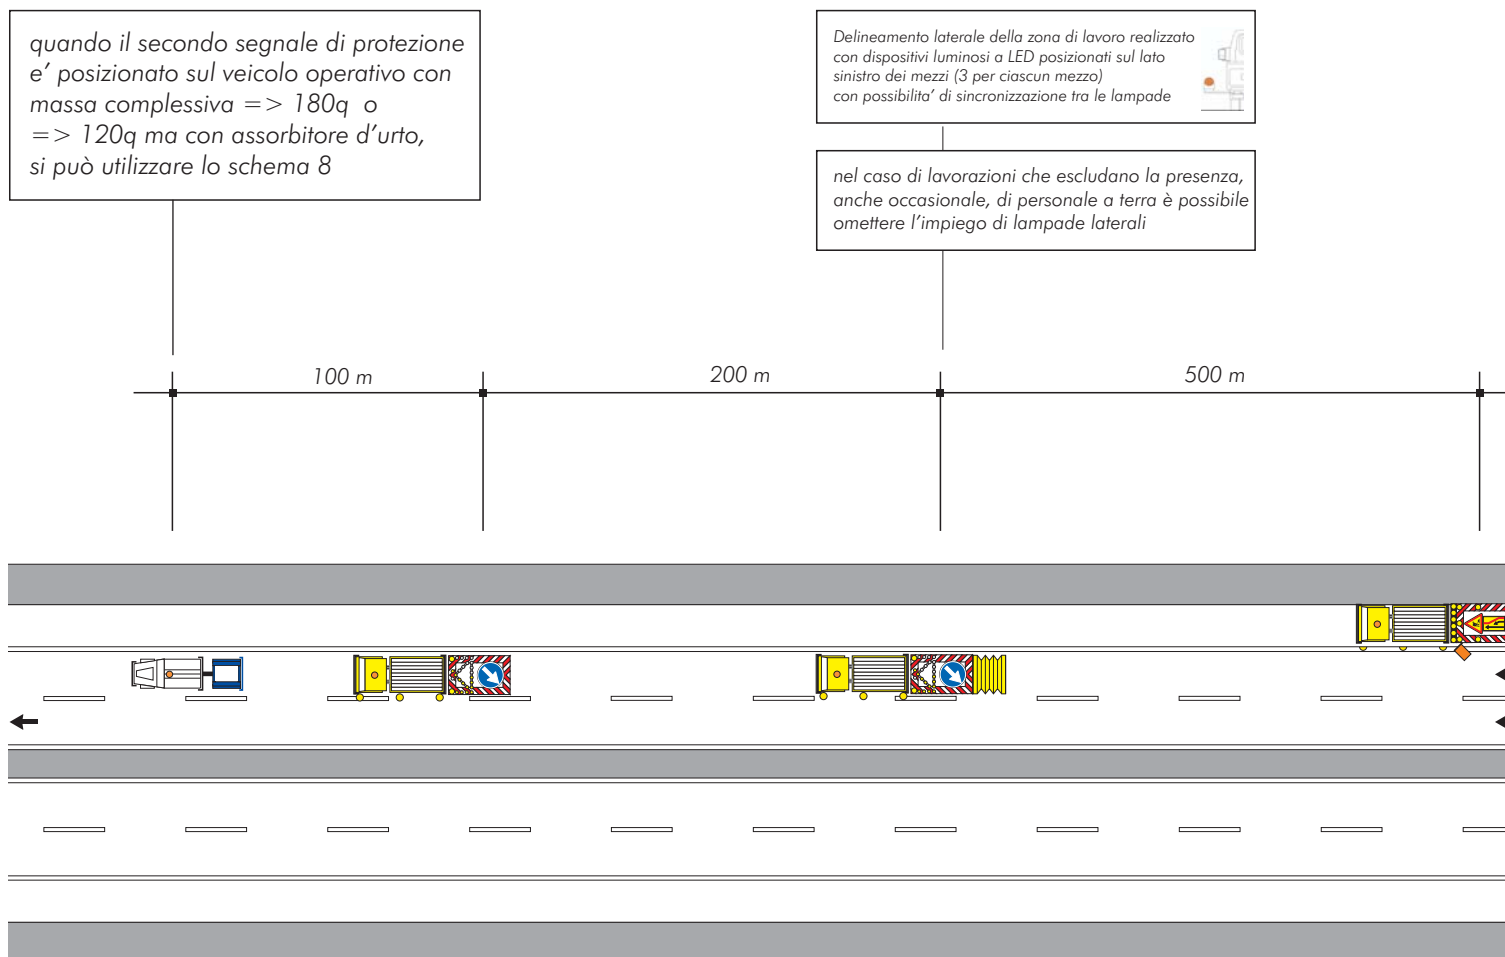 quando il secondo segnale di protezione
e' posizionato sul veicolo operativo con
massa complessiva => 180q o
=> 120q ma con assorbitore d'urto,
si può utilizzare lo schema 8
Delineamento laterale della zona di lavoro realizzato
con dispositivi luminosi a LED posizionati sul lato
sinistro dei mezzi (3 per ciascun mezzo)
con possibilita' di sincronizzazione tra le lampade
nel caso di lavorazioni che escludano la presenza,
anche occasionale, di personale a terra è possibile
omettere l'impiego di lampade laterali
100 m
200 m
500 m